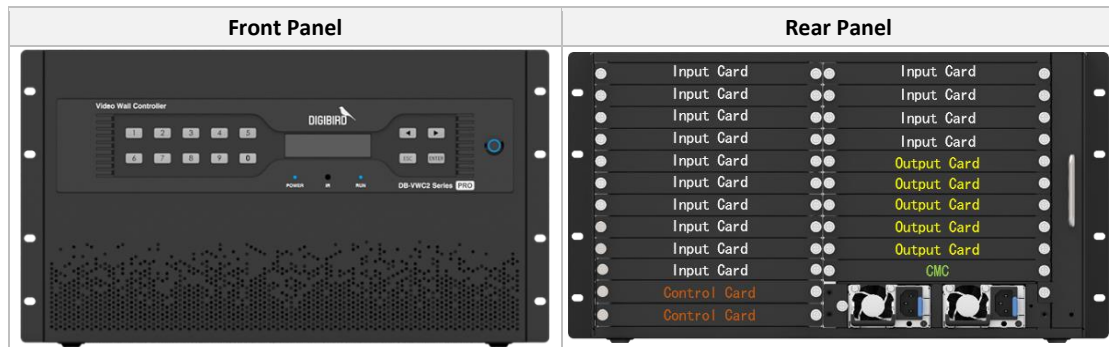 Front Panel
Rear Panel
Video Wall Controller
DIGIBIRD
1 2 3 4 5
6 7 8 9 0
ESC ENTER
POWER IR RUN
DB-VWC2 Series PRO
Input Card Input Card
Input Card Input Card
Input Card Input Card
Input Card Input Card
Input Card Output Card
Input Card Output Card
Input Card Output Card
Input Card Output Card
Input Card Output Card
Input Card CMC
Control Card
Control Card